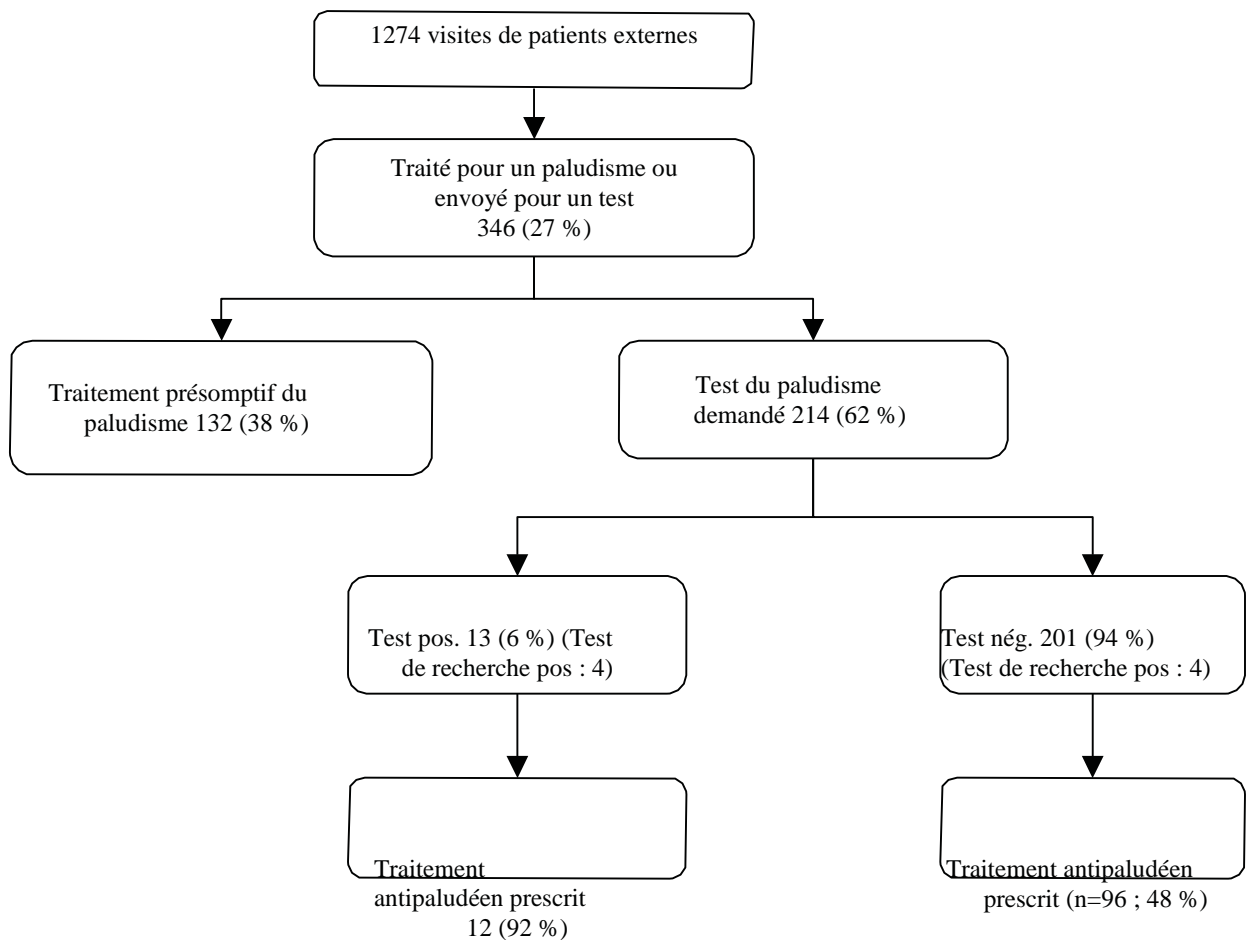 1274 visites de patients externes
Traité pour un paludisme ou
envoyé pour un test
346 (27 %)
Traitement présomptif du
paludisme 132 (38 %)
Test du paludisme
demandé 214 (62 %)
Test pos. 13 (6 %) (Test
de recherche pos : 4)
Test nég. 201 (94 %)
(Test de recherche pos : 4)
Traitement
antipaludéen prescrit
12 (92 %)
Traitement antipaludéen
prescrit (n=96 ; 48 %)